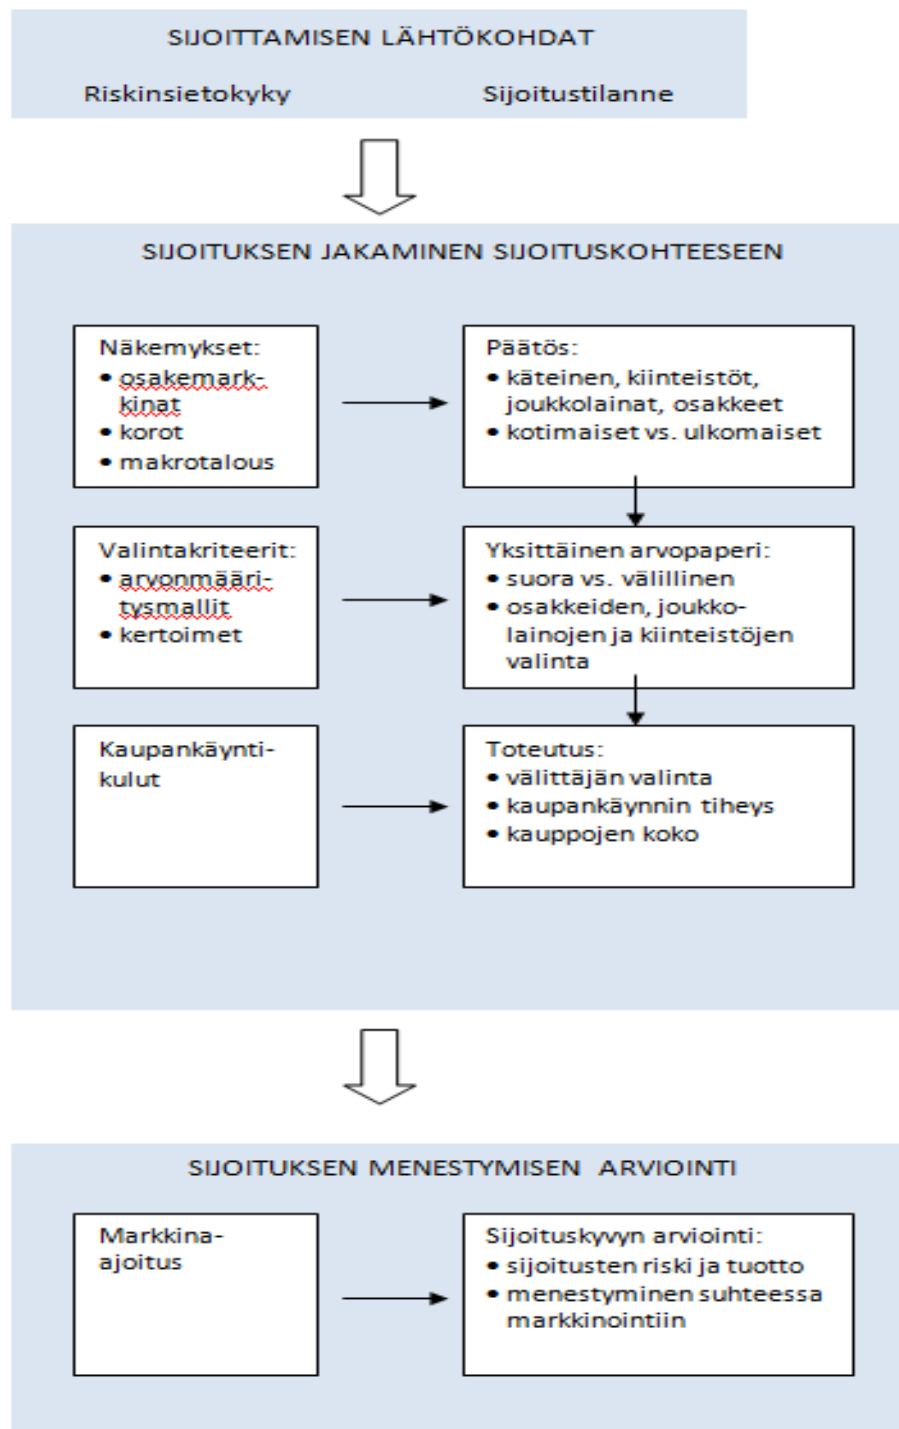 SIJOITTAMISEN LÄHTÖKOHDAT
Riskinsietokyky Sijoitustilanne
SIJOITUKSEN JAKAMINEN SIJOITUSKOHTEESEEN
Näkemykset:
• osakemark-
kinat
• korot
• makrotalous
Päätös:
• käteinen, kiinteistöt,
joukkolainat, osakkeet
• kotimaiset vs. ulkomaiset
Valintakriteerit:
• arvonmääri-
tysmallit
• kertoimet
Yksittäinen arvopaperi:
• suora vs. välillinen
• osakkeiden, joukko-
lainojen ja kiinteistöjen
valinta
Kaupankäynti-
kulut
Toteutus:
• välittäjän valinta
• kaupankäynnin tiheys
• kauppojen koko
SIJOITUKSEN MENESTYMISEN ARVIOINTI
Markkina-
ajoitus
Sijoituskyvyn arviointi:
• sijoitusten riski ja tuotto
• menestyminen suhteessa
markkinointiin